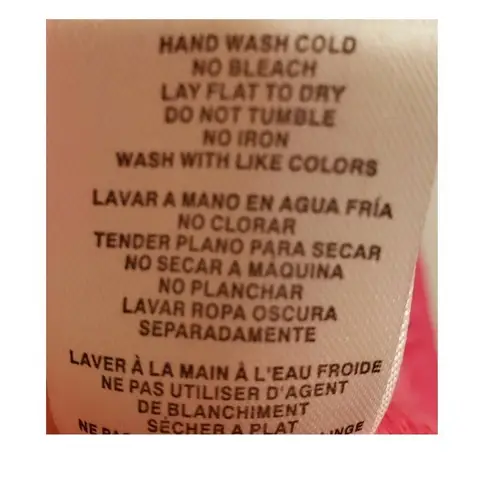 HAND WASH COLD
NO BLEACH
LAY FLAT TO DRY
DO NOT TUMBLE
NO IRON
WASH WITH LIKE COLORS
LAVAR A MANO EN AGUA FRÍA
NO CLORAR
TENDER PLANO PARA SECAR
NO SECAR A MÁQUINA
NO PLANCHAR
LAVAR ROPA OSCURA
SEPARADAMENTE
LAVER À LA MAIN À L'EAU FROIDE
NE PAS UTILISER D'AGENT
DE BLANCHIMENT
SÉCHER A PLAT
NE PAS